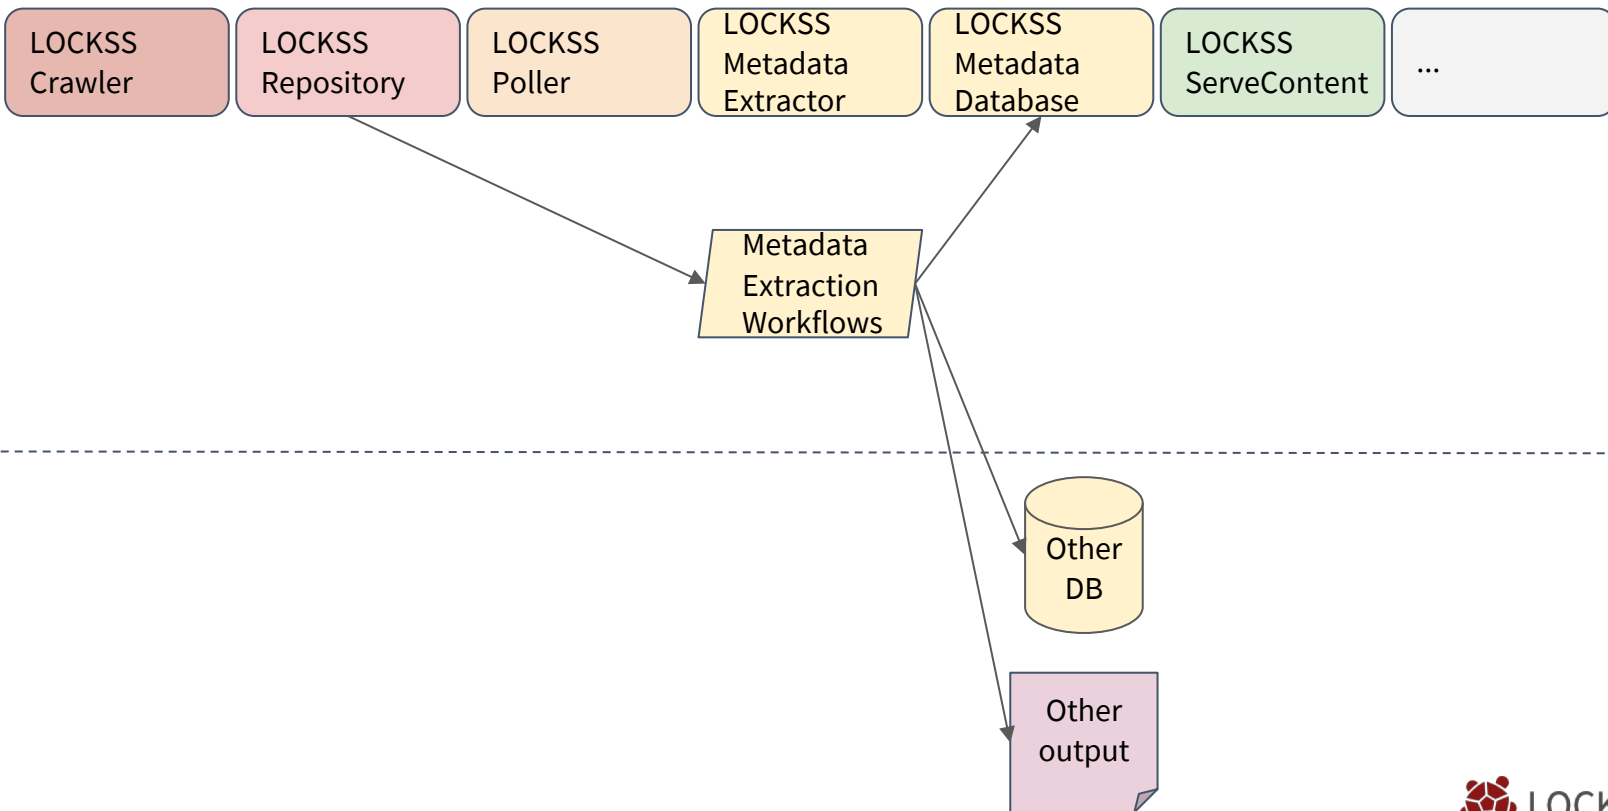 LOCKSS
Crawler
LOCKSS
Repository
LOCKSS
Poller
LOCKSS
Metadata
Extractor
LOCKSS
Metadata
Database
LOCKSS
ServeContent
...
Metadata
Extraction
Workflows
Other
DB
Other
output